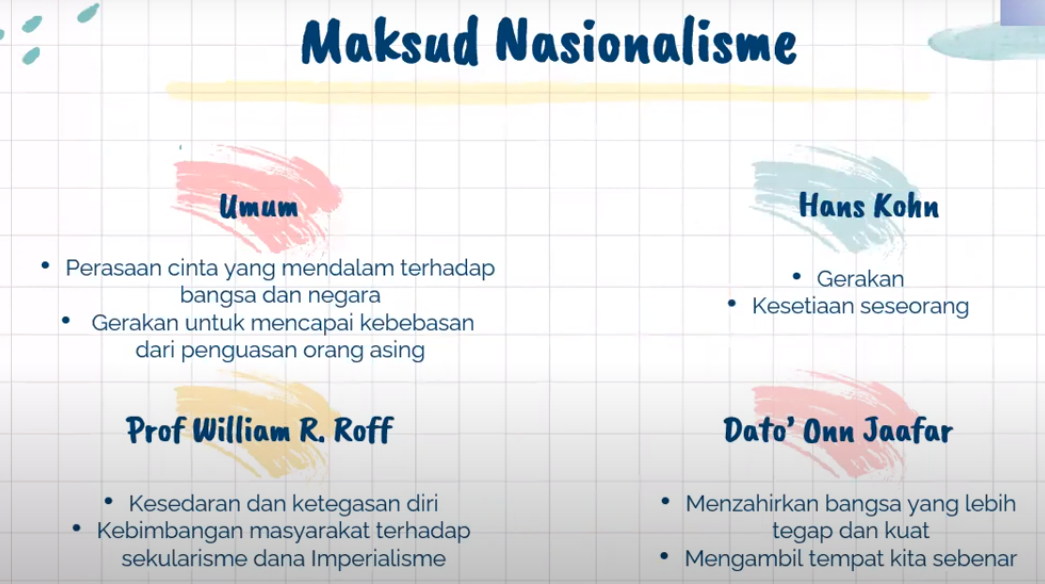 Maksud Nasionalisme
Umum
• Perasaan cinta yang mendalam terhadap
bangsa dan negara
• Gerakan untuk mencapai kebebasan
dari penguasan orang asing
Hans Kohn
• Gerakan
• Kesetiaan seseorang
Prof William R. Roff
• Kesedaran dan ketegasan diri
• Kebimbangan masyarakat terhadap
sekularisme dana Imperialisme
Dato' Onn Jaafar
• Menzahirkan bangsa yang lebih
tegap dan kuat
• Mengambil tempat kita sebenar